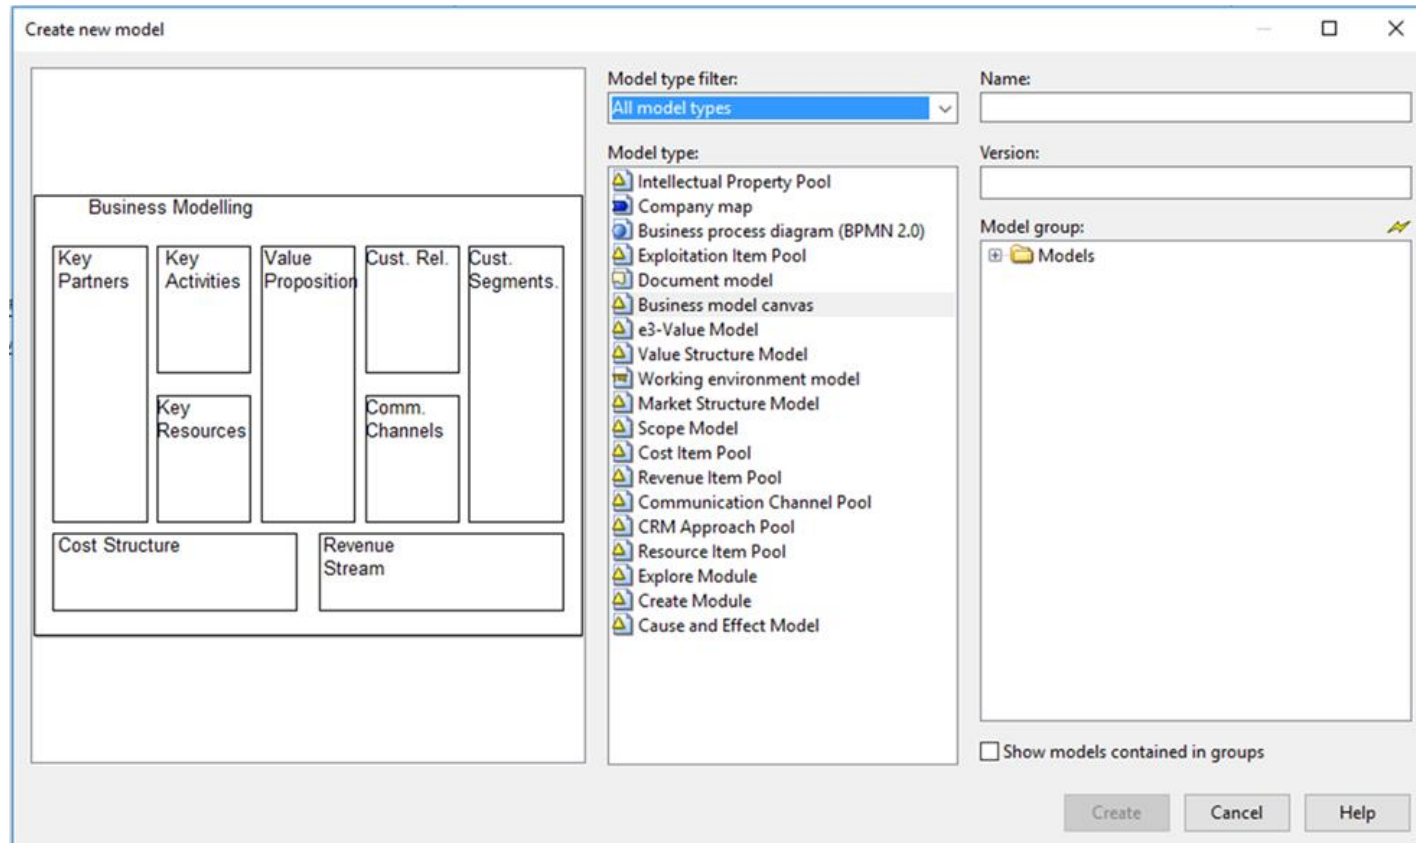 Create new model
Business Modelling
Key
Partners
Key
Activities
Value
Proposition
Cust. Rel.
Cust.
Segments.
Key
Resources
Comm.
Channels
Cost Structure
Revenue
Stream
Model type filter:
All model types
Model type:
Intellectual Property Pool
Company map
Business process diagram (BPMN 2.0)
Exploitation Item Pool
Document model
Business model canvas
e3-Value Model
Value Structure Model
Working environment model
Market Structure Model
Scope Model
Cost Item Pool
Revenue Item Pool
Communication Channel Pool
CRM Approach Pool
Resource Item Pool
Explore Module
Create Module
Cause and Effect Model
Name:
Version:
Model group:
Models
Show models contained in groups
Create
Cancel
Help